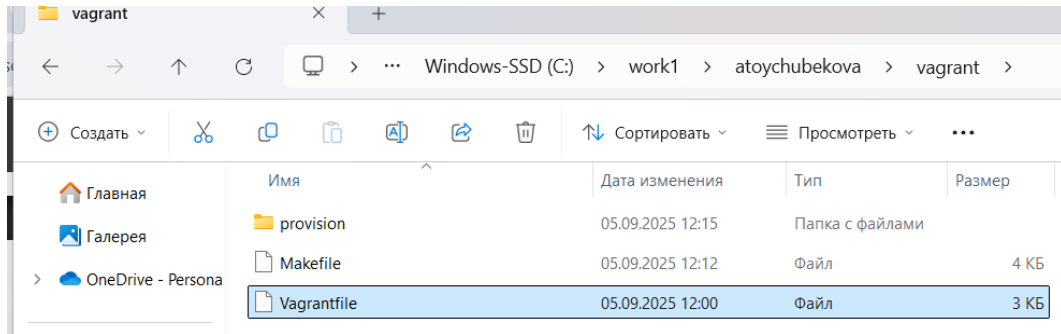 vagrant
Windows-SSD (C:) > work1 > atoychubekova > vagrant >
Создать Сортировать Просмотреть
Имя Дата изменения Тип Размер
Главная
provision 05.09.2025 12:15 Папка с файлами
Галерея
Makefile 05.09.2025 12:12 Файл 4 КБ
OneDrive - Persona
Vagrantfile 05.09.2025 12:00 Файл 3 КБ